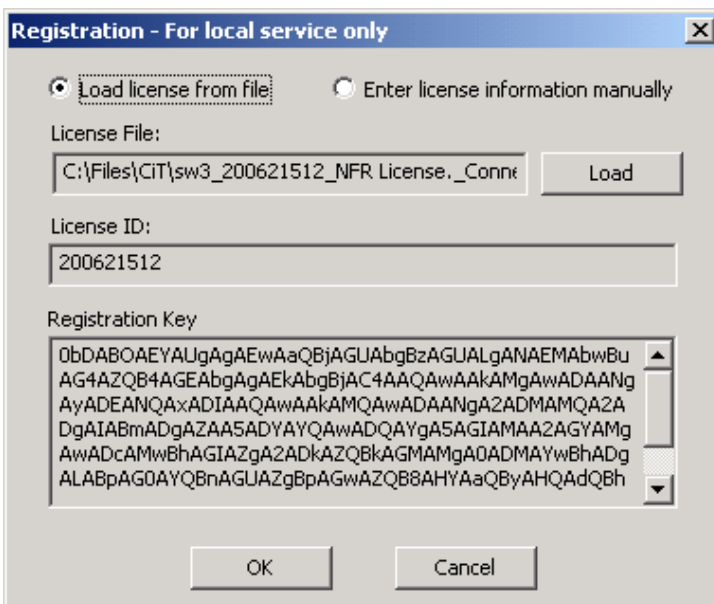 Registration - For local service only
Load license from file Enter license information manually
License File:
C:\Files\CiT\sw3_200621512_NFR License._Conne Load
License ID:
200621512
Registration Key
0bDABOAEYAUgAgAEwAaQBjAGUAbgBzAGUALgANAEMAbwBu
AG4AZQB4AGEAbgAgAEkAbgBjAC4AAQAwAAkAMgAwADAANg
AyADEANQAxADIAAQAwAAkAMQAwADAANgA2ADMAMQA2A
DgAIABmADgAZAA5ADYAYQAwADQAYgA5AGIAMAA2AGYAMg
AwADcAMwBhAGIAZgA2ADkAZQBkAGMAMgA0ADMAYwBhADg
ALABpAG0AYQBnAGUAZgBpAGwAZQB8AHYAaQByAHQAdQBh
OK Cancel